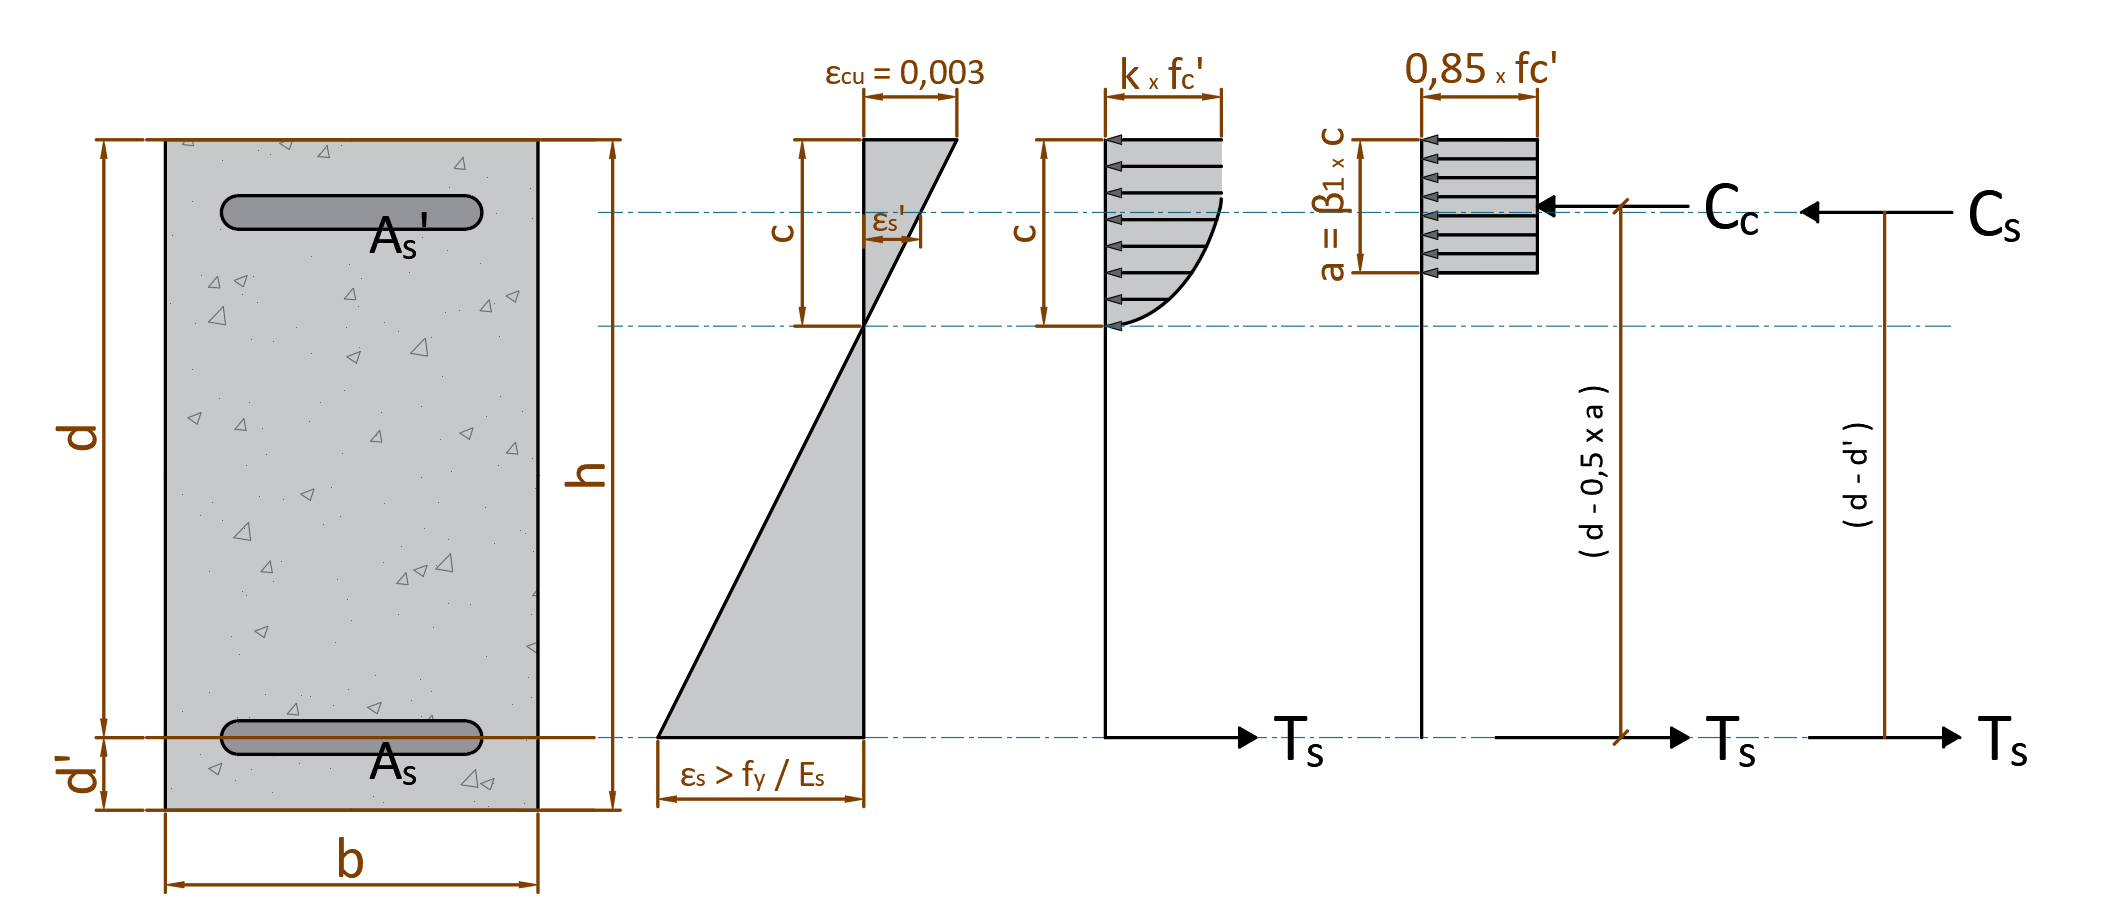 εcu = 0,003
k x fc'
0,85 x fc'
As'
εs'
c
c
a = β1 x c
Cc
Cs
d
h
( d - 0,5 x a )
( d - d' )
As
d'
εs > fy / Es
Ts
Ts
Ts
b